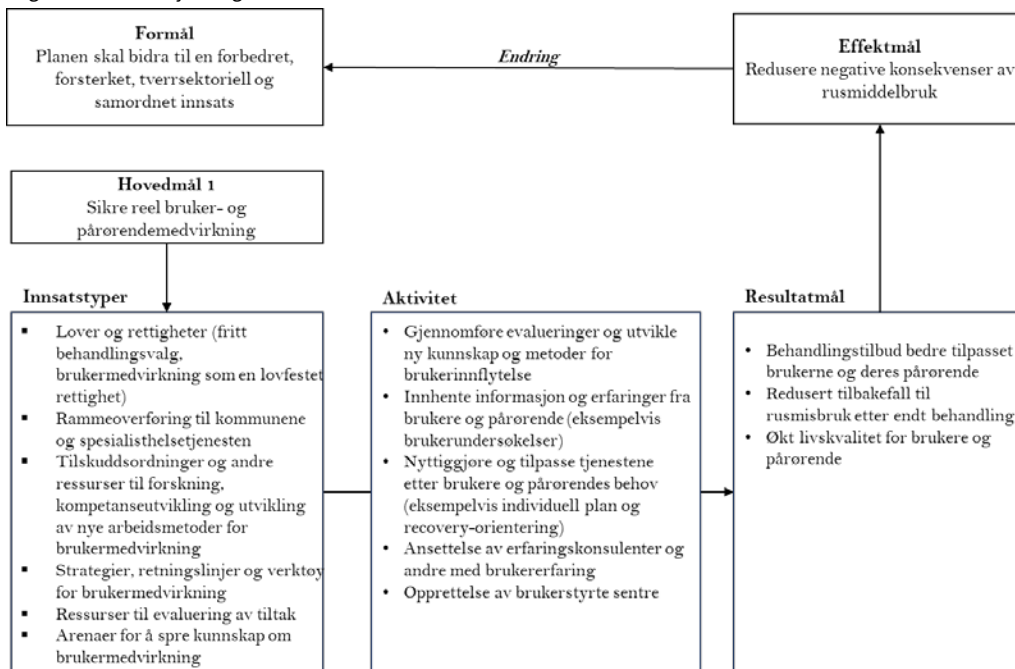 Formål
Planen skal bidra til en forbedret,
forsterket, tverrsektoriell og
samordnet innsats
Endring
Effektmål
Redusere negative konsekvenser av
rusmiddelbruk
Hovedmål 1
Sikre reel bruker- og
pårørendemedvirkning
Innsatstyper
▪ Lover og rettigheter (fritt
behandlingsvalg,
brukermedvirkning som en lovfestet
rettighet)
▪ Rammeoverføring til kommunene
og spesialisthelsetjenesten
▪ Tilskuddsordninger og andre
ressurser til forskning,
kompetanseutvikling og utvikling
av nye arbeidsmetoder for
brukermedvirkning
▪ Strategier, retningslinjer og verktøy
for brukermedvirkning
▪ Ressurser til evaluering av tiltak
▪ Arenaer for å spre kunnskap om
brukermedvirkning
Aktivitet
• Gjennomføre evalueringer og utvikle
ny kunnskap og metoder for
brukerinnflytelse
• Innhente informasjon og erfaringer fra
brukere og pårørende (eksempelvis
brukerundersøkelser)
• Nyttiggjøre og tilpasse tjenestene
etter brukere og pårørendes behov
(eksempelvis individuell plan og
recovery-orientering)
• Ansettelse av erfaringskonsulenter og
andre med brukererfaring
• Opprettelse av brukerstyrte sentre
Resultatmål
• Behandlingstilbud bedre tilpasset
brukerne og deres pårørende
• Redusert tilbakefall til
rusmisbruk etter endt behandling
• Økt livskvalitet for brukere og
pårørende